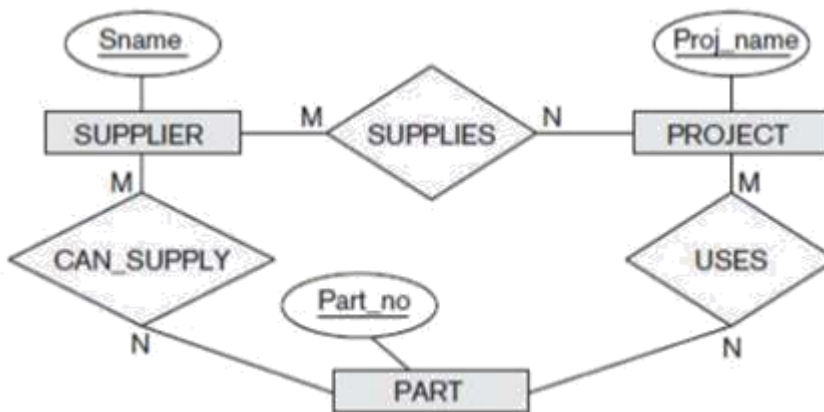 Sname
Proj_name
SUPPLIER
M
SUPPLIES
N
PROJECT
M
M
CAN_SUPPLY
USES
Part_no
N
N
PART